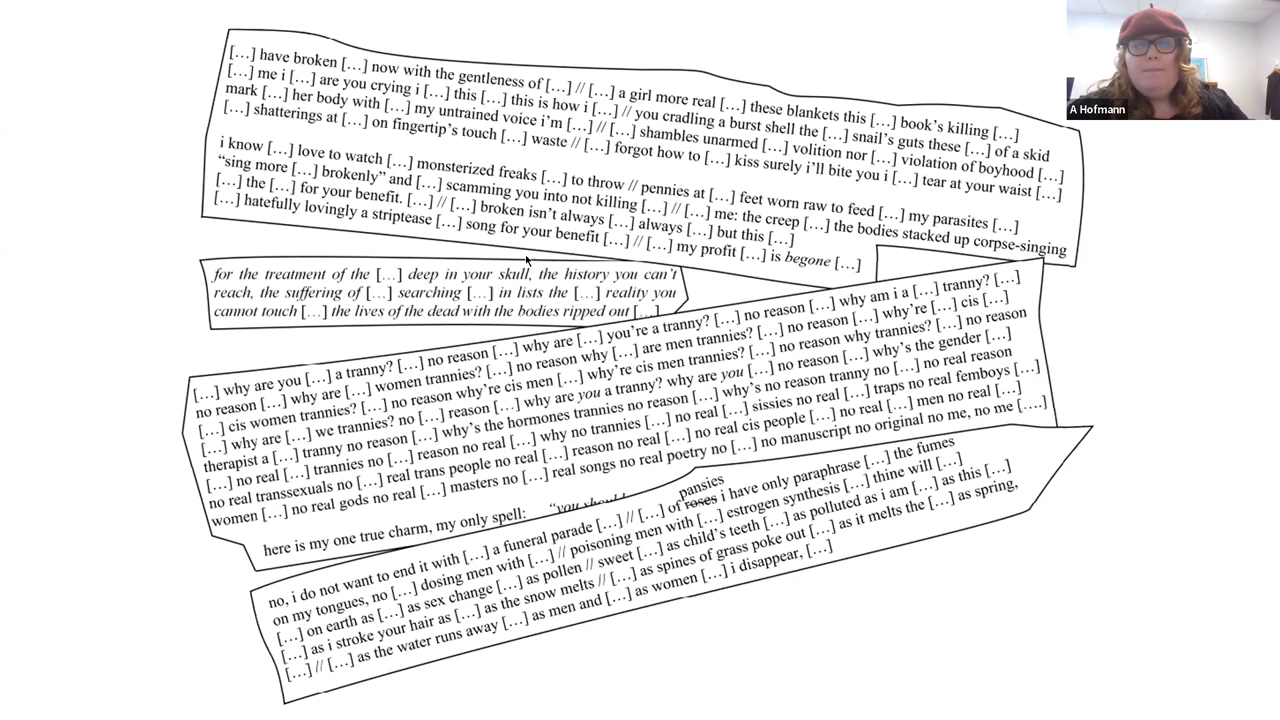 […] have broken […] now with the gentleness of […] // […] a girl more real […] these blankets this […] book's killing […]
[…] me i […] are you crying i […] this […] this is how i […] // you cradling a burst shell the […] snail's guts these […] of a skid
mark […] her body with […] my untrained voice i'm […] // […] shambles unarmed […] volition nor […] violation of boyhood […]
[…] shatterings at […] on fingertip's touch […] waste // […] forgot how to […] kiss surely i'll bite you i […] tear at your waist […]
i know […] love to watch […] monsterized freaks […] to throw // pennies at […] feet worn raw to feed […] my parasites […]
“sing more […] brokenly” and […] scamming you into not killing […] // […] me: the creep […] the bodies stacked up corpse-singing
[…] the […] for your benefit. […] // […] broken isn't always […] always […] but this […]
[…] hatefully lovingly a striptease […] song for your benefit […] // […] my profit […] is begone […]
for the treatment of the […] deep in your skull, the history you can't
reach, the suffering of […] searching […] in lists the […] reality you
cannot touch […] the lives of the dead with the bodies ripped out […]
[…] why are you […] a tranny? […] no reason […] why are […] you're a tranny? […] no reason […] why am i a […] tranny? […]
no reason […] why are […] women trannies? […] no reason why […] are men trannies? […] no reason […] why're […] cis […]
[…] cis women trannies? […] no reason why're cis men […] why're cis men trannies? […] no reason why trannies? […] no reason
[…] why are […] we trannies? no […] reason […] why are you a tranny? why are you […] no reason […] why's the gender […]
therapist a […] tranny no reason […] why's the hormones trannies no reason […] why's no reason tranny no […] no real reason
[…] no real […] trannies no […] reason no real […] why no trannies […] no real […] sissies no real […] traps no real femboys […]
no real transsexuals no […] real trans people no real […] reason no real […] no real cis people […] no real […] men no real […]
women […] no real gods no real […] masters no […] real songs no real poetry no […] no manuscript no original no me, no me [….]
here is my one true charm, my only spell: “you should
pansies
no, i do not want to end it with […] a funeral parade […] // […] of roses i have only paraphrase […] the fumes
on my tongues, no […] dosing men with […] // poisoning men with […] estrogen synthesis […] thine will […]
[…] on earth as […] as sex change […] as pollen // sweet […] as child's teeth […] as polluted as i am […] as this […]
[…] as i stroke your hair as […] as the snow melts // […] as spines of grass poke out […] as it melts the […] as spring,
[…] // […] as the water runs away […] as men and […] as women […] i disappear, […]
A Hofmann